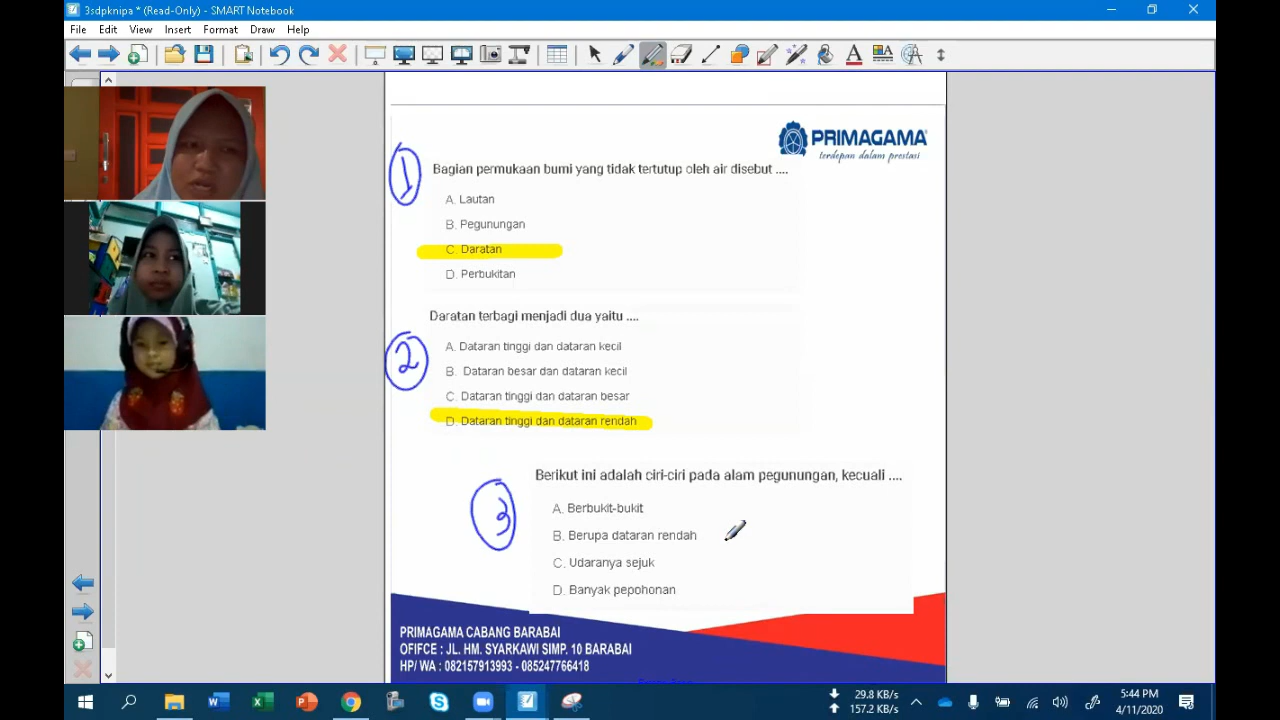 3sdpknipa * (Read-Only) - SMART Notebook
File Edit View Insert Format Draw Help
PRIMAGAMA
terdepan dalam prestasi
1
Bagian permukaan bumi yang tidak tertutup oleh air disebut ....
A. Lautan
B. Pegunungan
C. Daratan
D. Perbukitan
2
Daratan terbagi menjadi dua yaitu ....
A. Dataran tinggi dan dataran kecil
B. Dataran besar dan dataran kecil
C. Dataran tinggi dan dataran besar
D. Dataran tinggi dan dataran rendah
3
Berikut ini adalah ciri-ciri pada alam pegunungan, kecuali ....
A. Berbukit-bukit
B. Berupa dataran rendah
C. Udaranya sejuk
D. Banyak pepohonan
PRIMAGAMA CABANG BARABAI
OFIFCE : JL. HM. SYARKAWI SIMP. 10 BARABAI
HP/ WA : 082157913993 - 085247766418
29.8 KB/s
157.2 KB/s
5:44 PM
4/11/2020